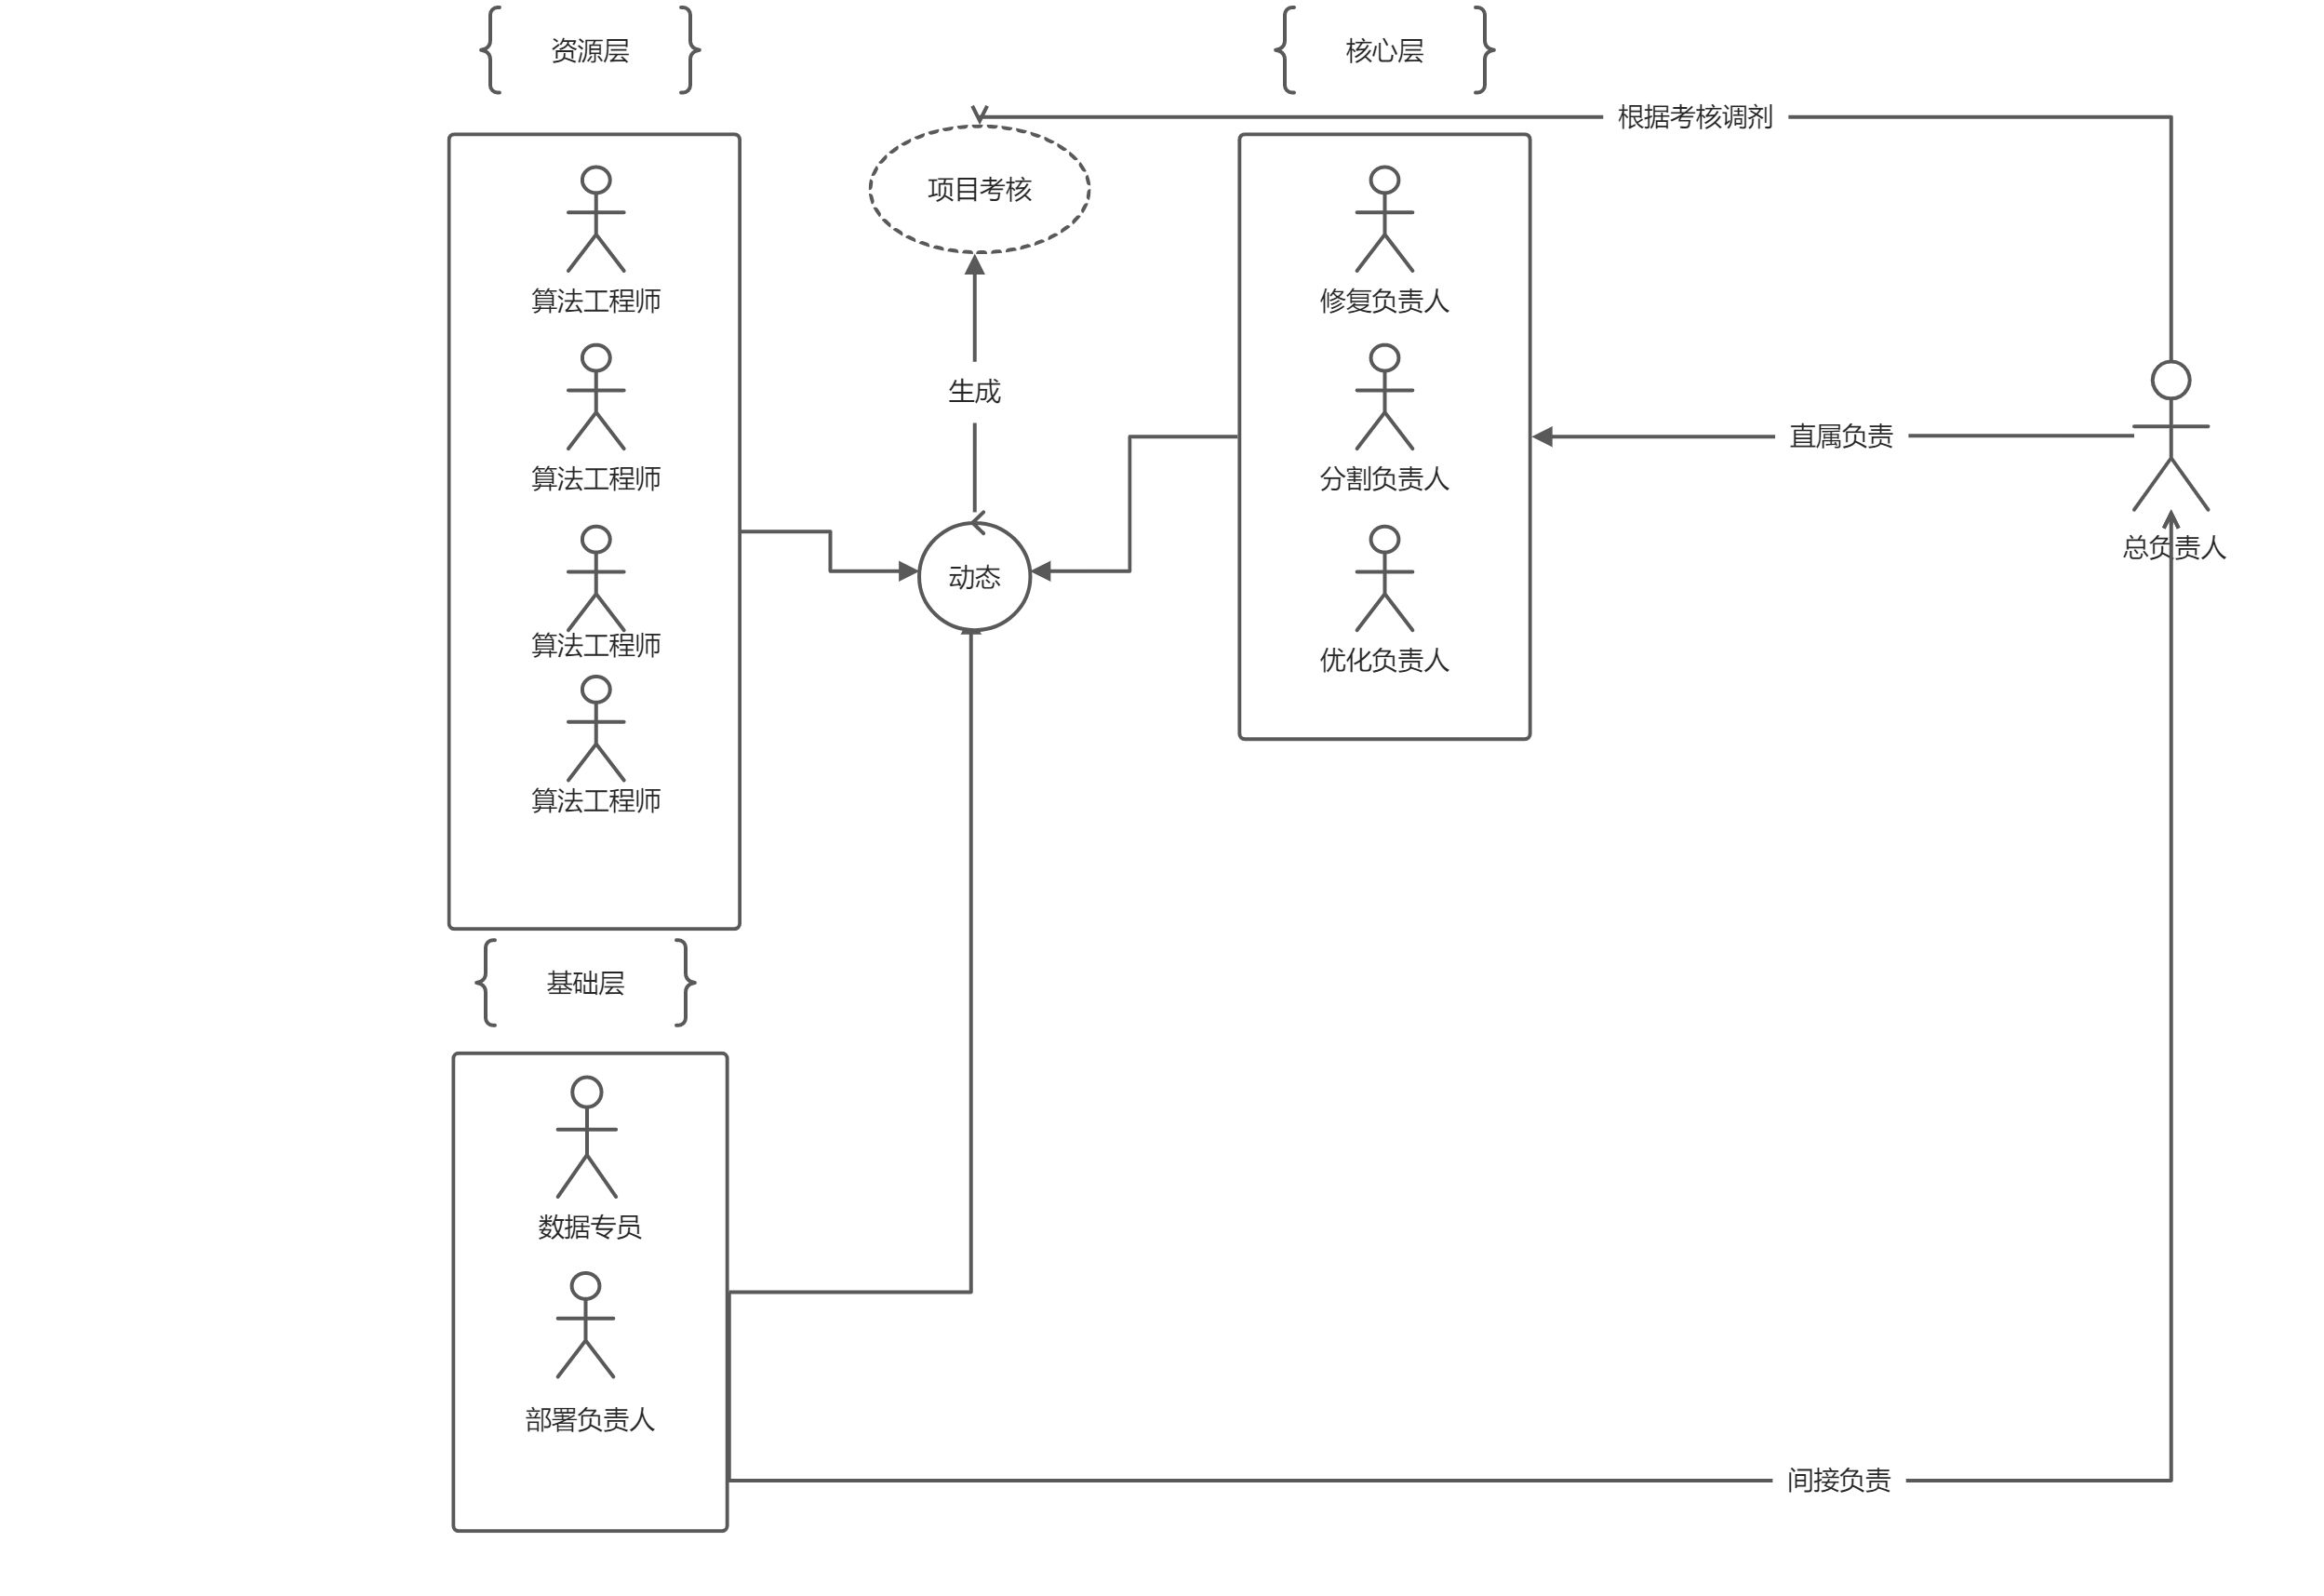 资源层
核心层
根据考核调剂
项目考核
算法工程师
修复负责人
生成
直属负责
算法工程师
分割负责人
总负责人
动态
算法工程师
优化负责人
算法工程师
基础层
数据专员
部署负责人
间接负责